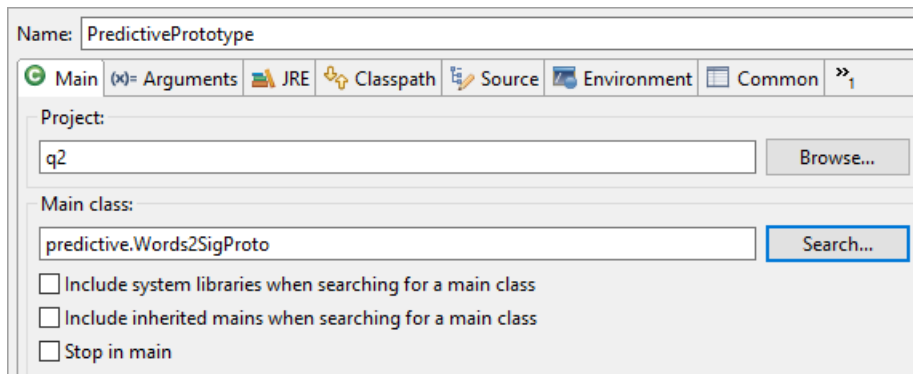 Name: PredictivePrototype
Main (x)= Arguments JRE Classpath Source Environment Common »1
Project:
q2 Browse...
Main class:
predictive.Words2SigProto Search...
Include system libraries when searching for a main class
Include inherited mains when searching for a main class
Stop in main